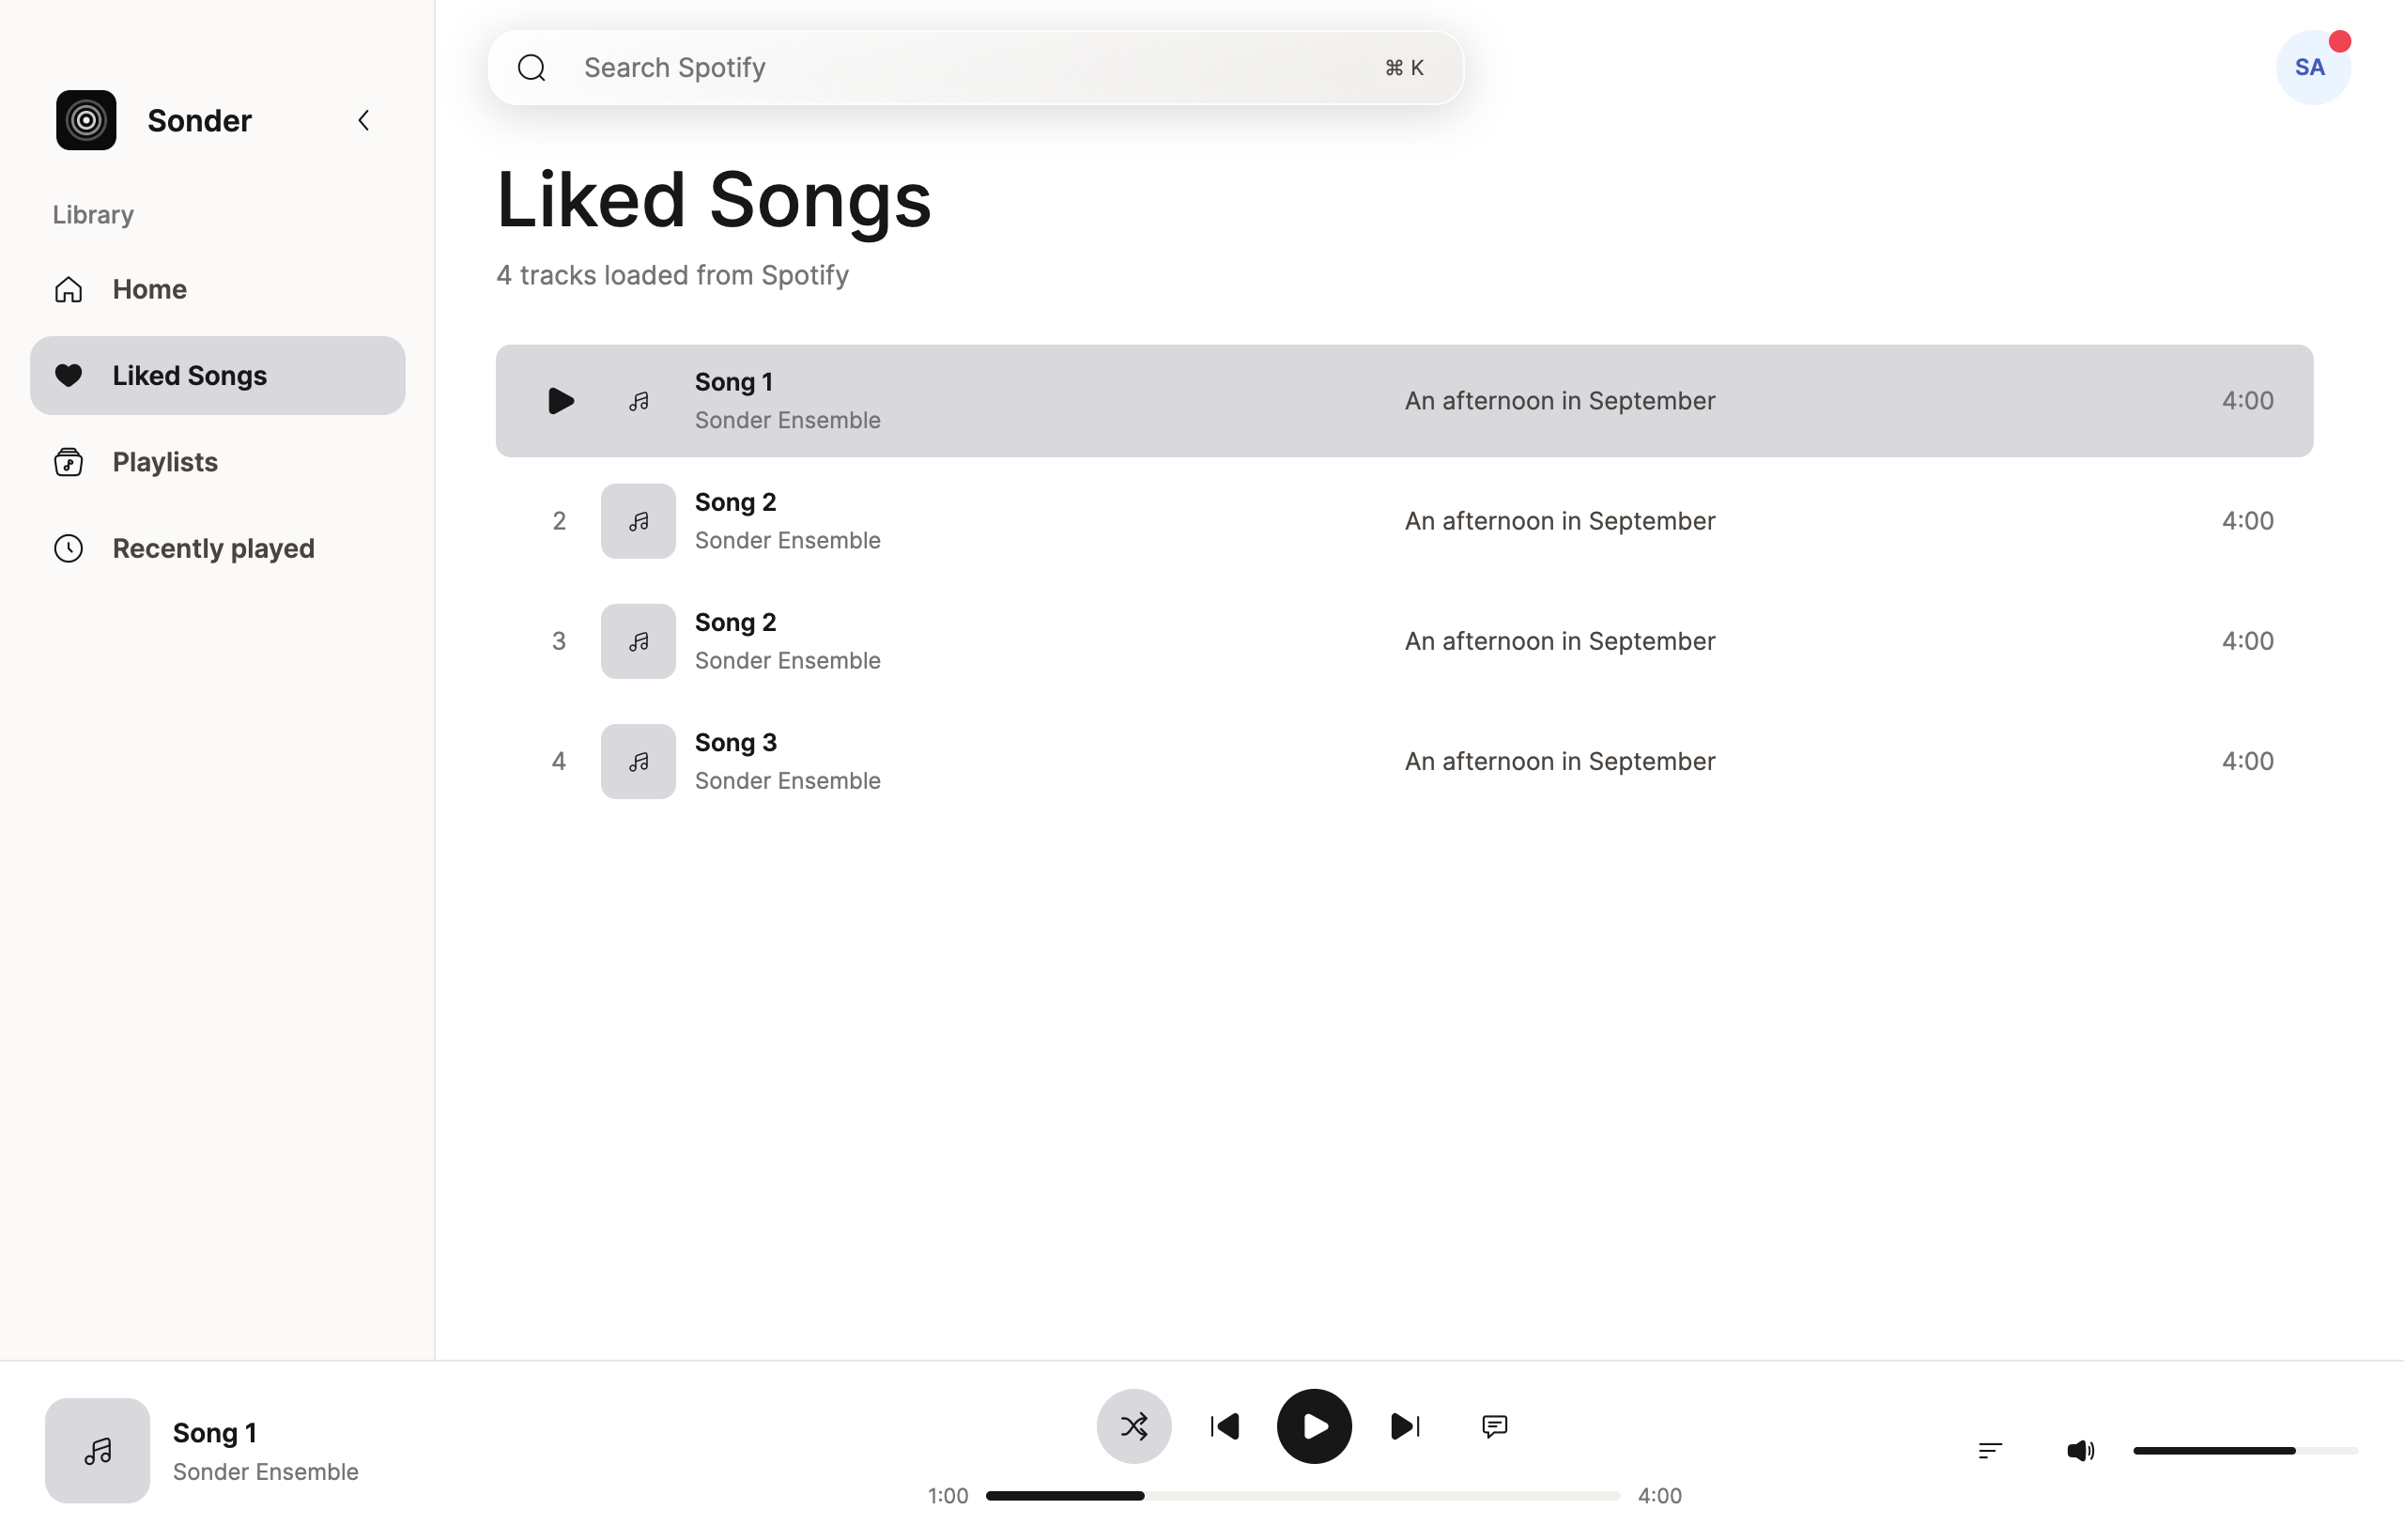 Sonder
Library
Home
Liked Songs
Playlists
Recently played
Search Spotify
⌘ K
SA
Liked Songs
4 tracks loaded from Spotify
Song 1
Sonder Ensemble
An afternoon in September
4:00
2
Song 2
Sonder Ensemble
An afternoon in September
4:00
3
Song 2
Sonder Ensemble
An afternoon in September
4:00
4
Song 3
Sonder Ensemble
An afternoon in September
4:00
Song 1
Sonder Ensemble
1:00
4:00